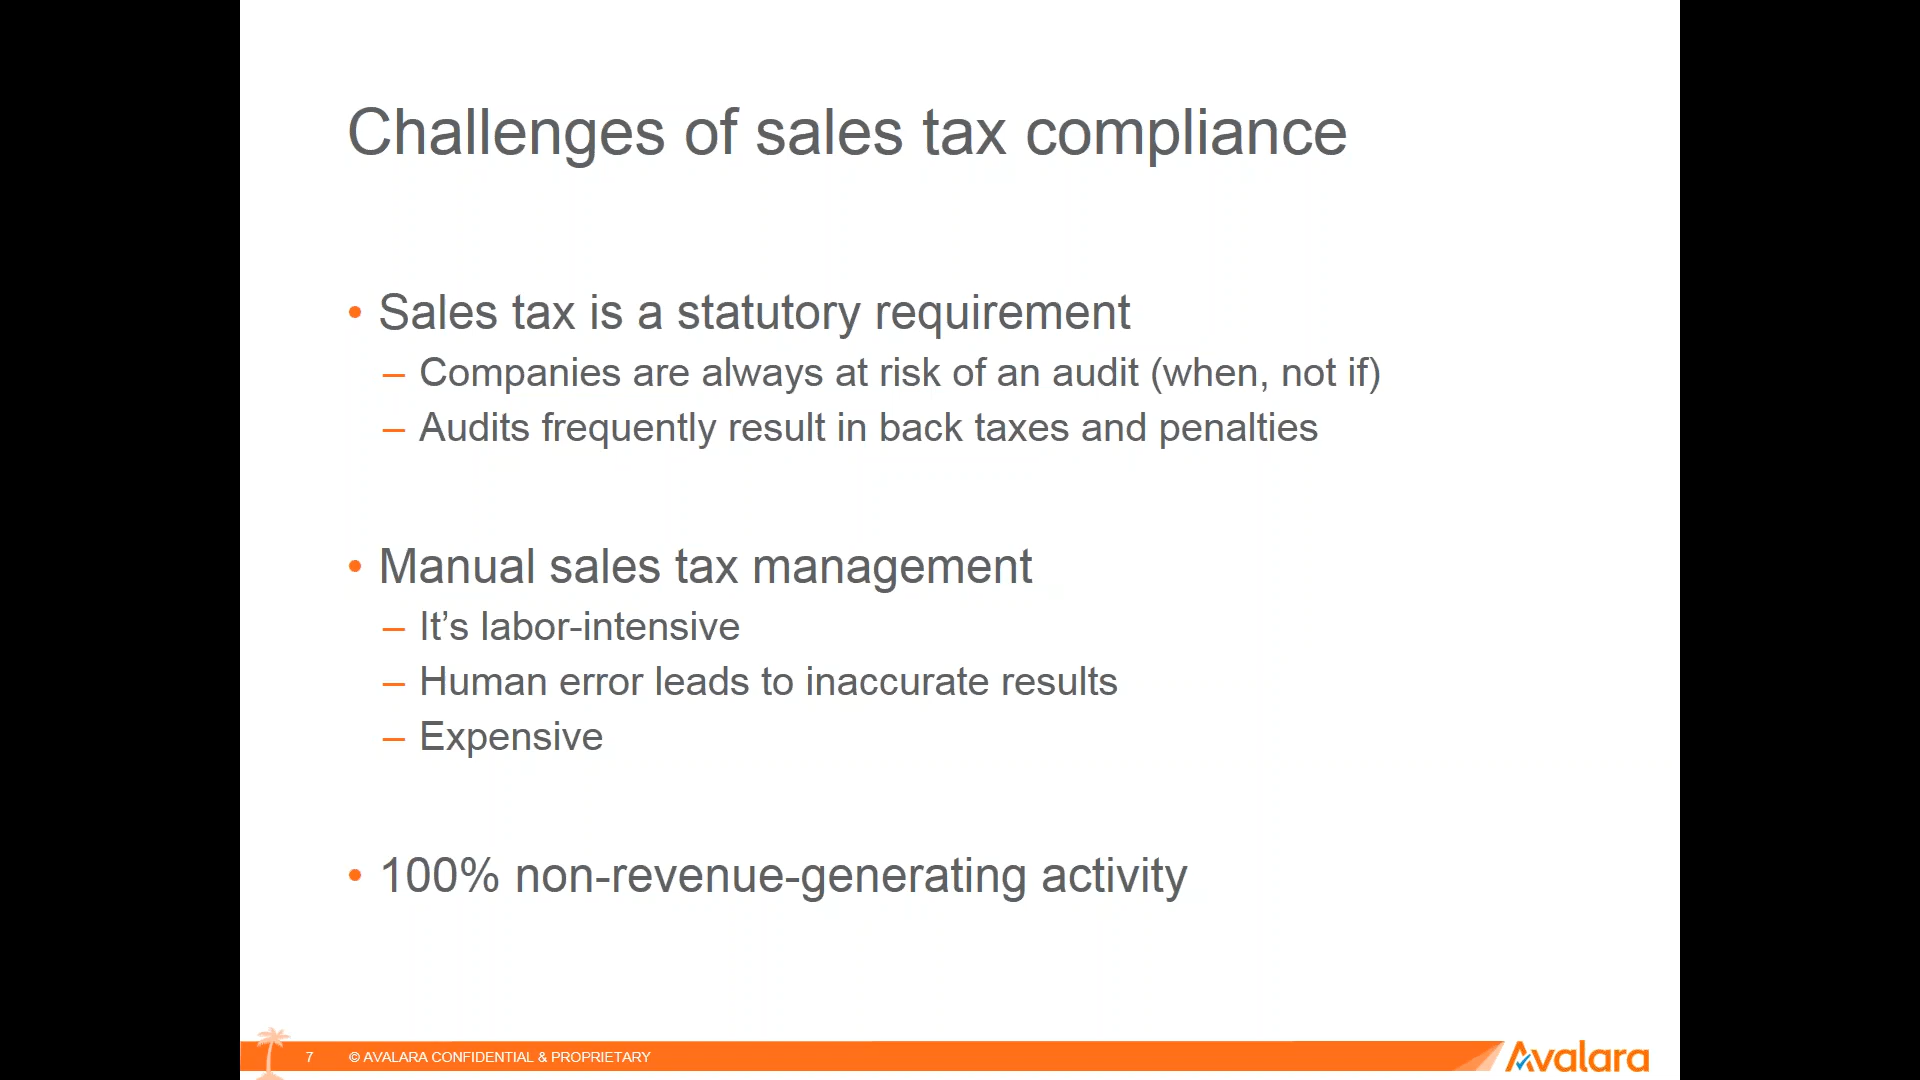 Challenges of sales tax compliance
• Sales tax is a statutory requirement
– Companies are always at risk of an audit (when, not if)
– Audits frequently result in back taxes and penalties
• Manual sales tax management
– It’s labor-intensive
– Human error leads to inaccurate results
– Expensive
• 100% non-revenue-generating activity
7 © AVALARA CONFIDENTIAL & PROPRIETARY
Avalara